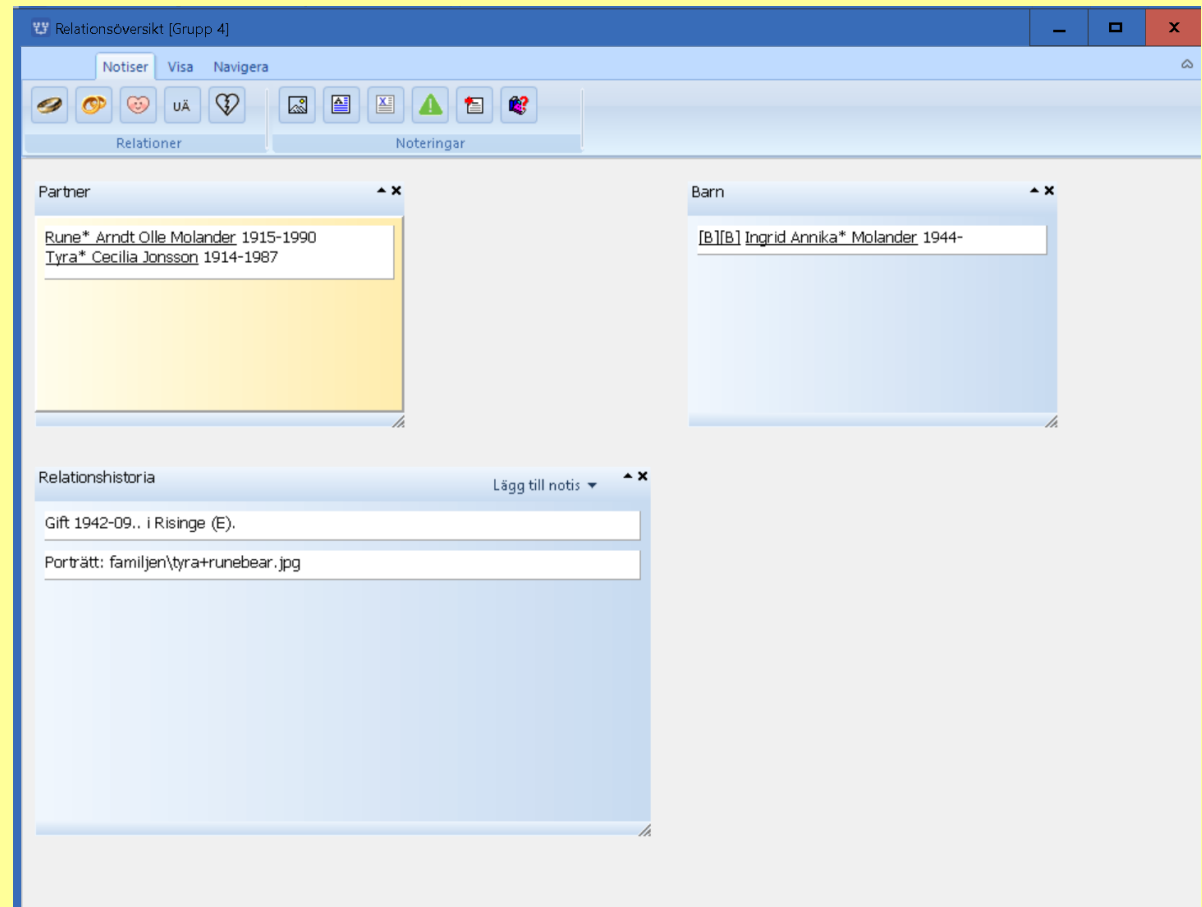 Relationsöversikt [Grupp 4]
Notiser Visa Navigera
UÄ
Relationer Noteringar
Partner
Rune* Arndt Olle Molander 1915-1990
Tyra* Cecilia Jonsson 1914-1987
Barn
[B][B] Ingrid Annika* Molander 1944-
Relationshistoria Lägg till notis
Gift 1942-09.. i Risinge (E).
Porträtt: familjen\tyra+runebear.jpg